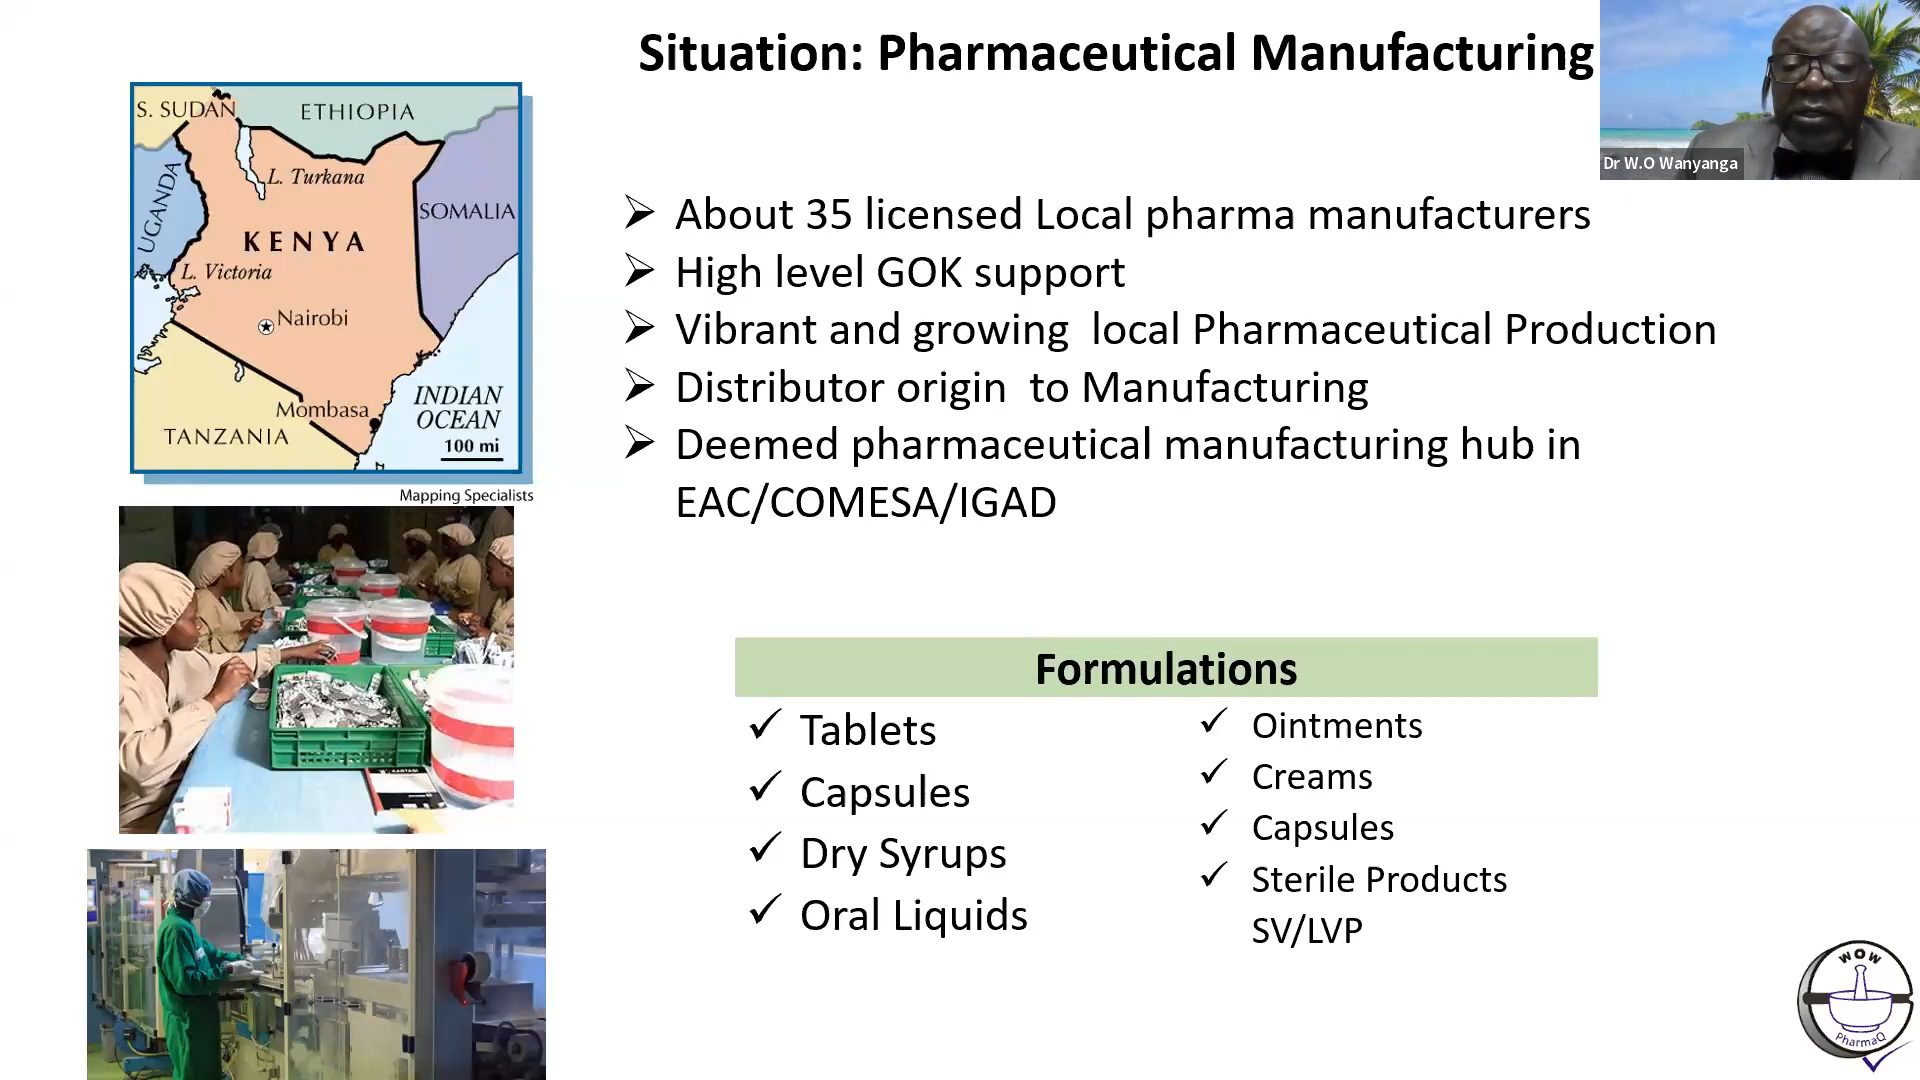 Situation: Pharmaceutical Manufacturing
Dr W.O Wanyanga
S. SUDAN
ETHIOPIA
UGANDA
L. Turkana
SOMALIA
KENYA
L. Victoria
Nairobi
INDIAN
OCEAN
Mombasa
TANZANIA
100 mi
Mapping Specialists
➢ About 35 licensed Local pharma manufacturers
➢ High level GOK support
➢ Vibrant and growing local Pharmaceutical Production
➢ Distributor origin to Manufacturing
➢ Deemed pharmaceutical manufacturing hub in
EAC/COMESA/IGAD
Formulations
✓ Tablets
✓ Capsules
✓ Dry Syrups
✓ Oral Liquids
✓ Ointments
✓ Creams
✓ Capsules
✓ Sterile Products
SV/LVP
WOW
PharmaQ